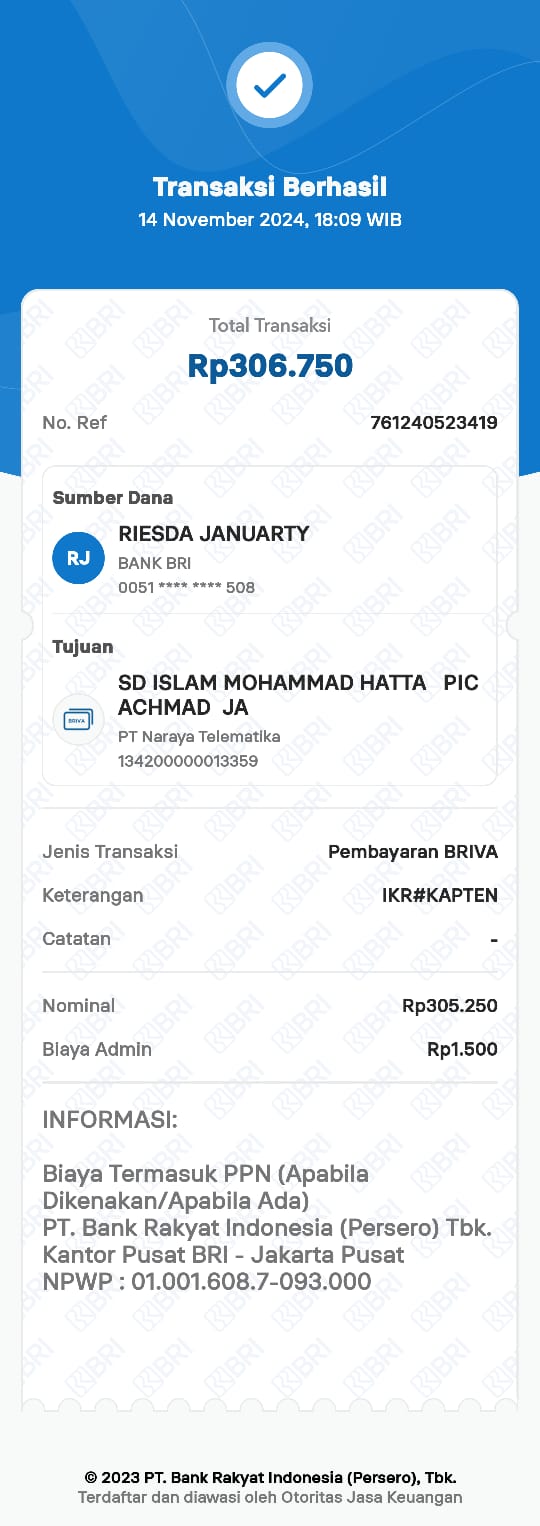 Transaksi Berhasil
14 November 2024, 18:09 WIB
Total Transaksi
Rp306.750
No. Ref 761240523419
Sumber Dana
RJ
RIESDA JANUARTY
BANK BRI
0051 **** **** 508
Tujuan
BRIVA
SD ISLAM MOHAMMAD HATTA   PIC
ACHMAD  JA
PT Naraya Telematika
134200000013359
Jenis Transaksi Pembayaran BRIVA
Keterangan IKR#KAPTEN
Catatan -
Nominal Rp305.250
Biaya Admin Rp1.500
INFORMASI:
Biaya Termasuk PPN (Apabila
Dikenakan/Apabila Ada)
PT. Bank Rakyat Indonesia (Persero) Tbk.
Kantor Pusat BRI - Jakarta Pusat
NPWP : 01.001.608.7-093.000
© 2023 PT. Bank Rakyat Indonesia (Persero), Tbk.
Terdaftar dan diawasi oleh Otoritas Jasa Keuangan